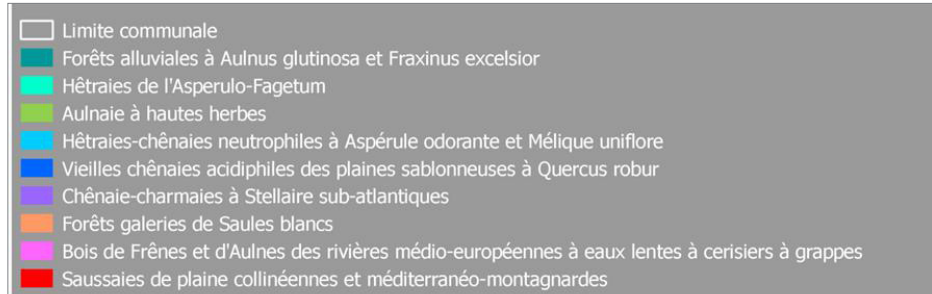 Limite communale
Forêts alluviales à Aulnus glutinosa et Fraxinus excelsior
Hêtraies de l'Asperulo-Fagetum
Aulnaie à hautes herbes
Hêtraies-chênaies neutrophiles à Aspérule odorante et Mélique uniflore
Vieilles chênaies acidiphiles des plaines sablonneuses à Quercus robur
Chênaie-charmaies à Stellaire sub-atlantiques
Forêts galeries de Saules blancs
Bois de Frênes et d'Aulnes des rivières médio-européennes à eaux lentes à cerisiers à grappes
Saussaies de plaine collinéennes et méditerranéo-montagnardes